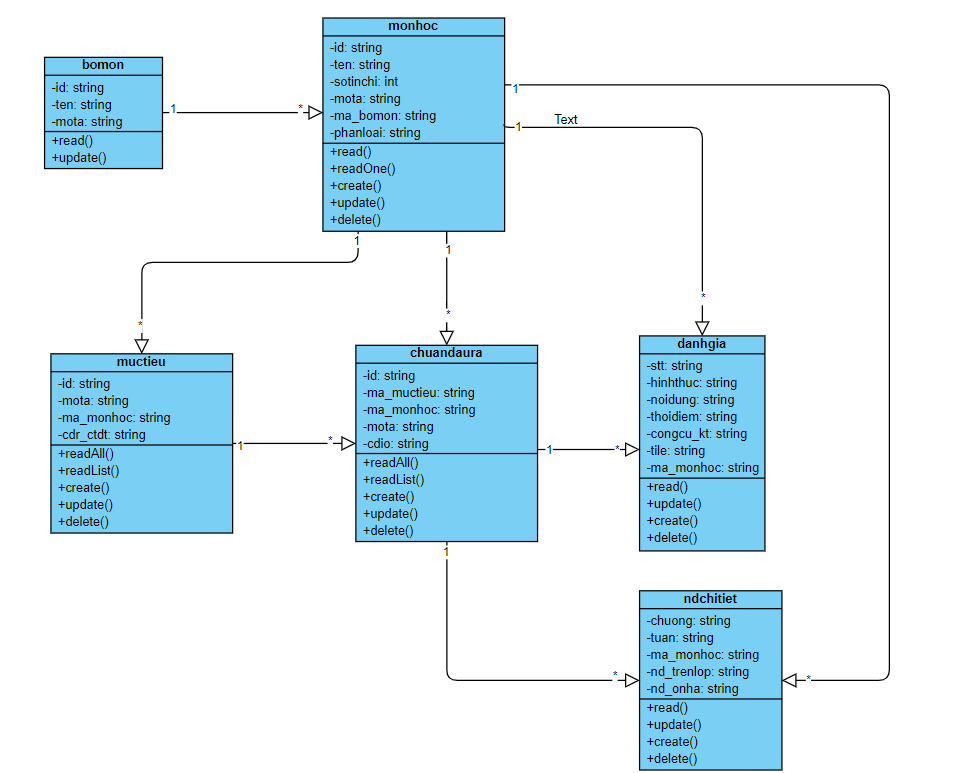 monhoc
-id: string
-ten: string
-sotinchi: int
-mota: string
-ma_bomon: string
-phanloai: string
+read()
+readOne()
+create()
+update()
+delete()
bomon
-id: string
-ten: string
-mota: string
+read()
+update()
1
*
1
1
Text
1
1
*
*
*
muctieu
-id: string
-mota: string
-ma_monhoc: string
-cdr_ctdt: string
+readAll()
+readList()
+create()
+update()
+delete()
1
*
chuandaura
-id: string
-ma_muctieu: string
-ma_monhoc: string
-mota: string
-cdio: string
+readAll()
+readList()
+create()
+update()
+delete()
1
*
danhgia
-stt: string
-hinhthuc: string
-noidung: string
-thoidiem: string
-congcu_kt: string
-tile: string
-ma_monhoc: string
+read()
+update()
+create()
+delete()
1
*
ndchitiet
-chuong: string
-tuan: string
-ma_monhoc: string
-nd_trenlop: string
-nd_onha: string
+read()
+update()
+create()
+delete()
*